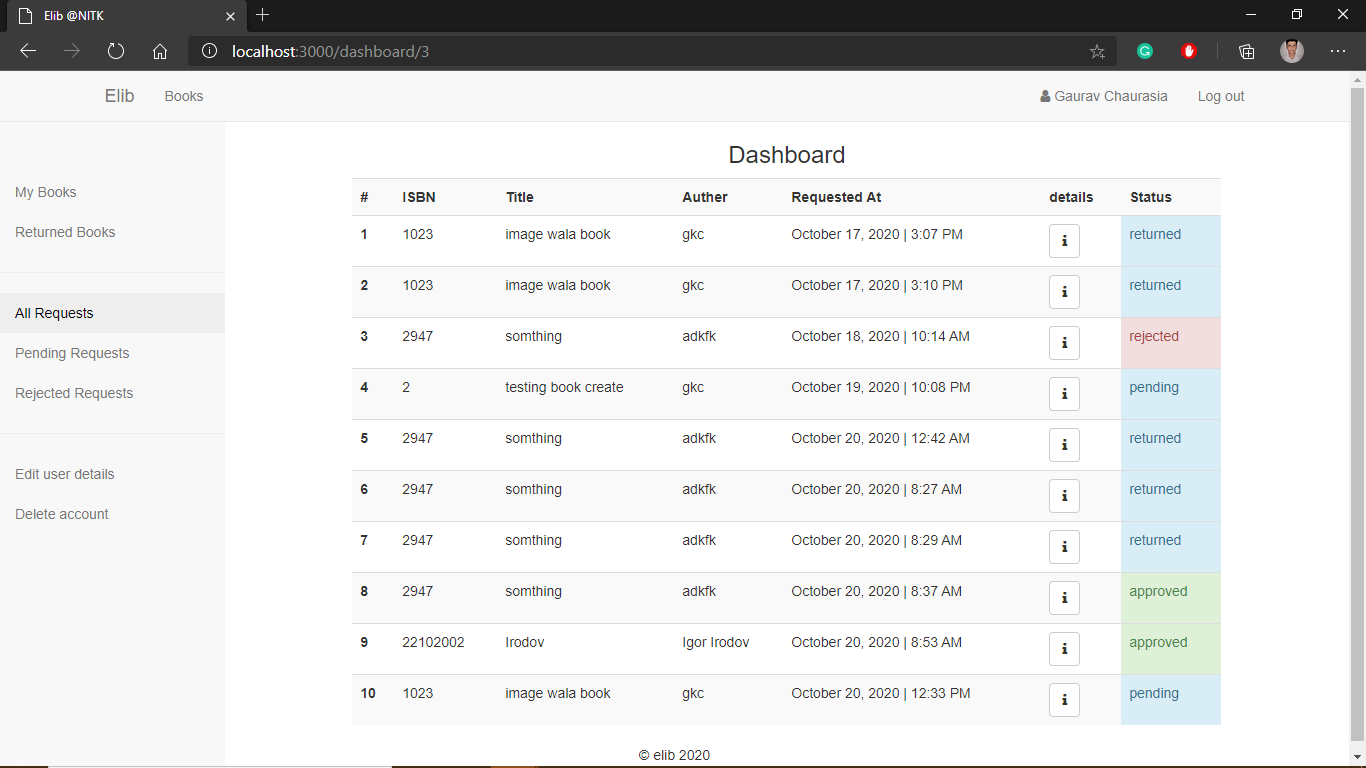 Elib @NITK
localhost:3000/dashboard/3
Elib Books Gaurav Chaurasia Log out
My Books
Returned Books
All Requests
Pending Requests
Rejected Requests
Edit user details
Delete account
Dashboard
# ISBN Title Auther Requested At details Status
1 1023 image wala book gkc October 17, 2020 | 3:07 PM i returned
2 1023 image wala book gkc October 17, 2020 | 3:10 PM i returned
3 2947 somthing adkfk October 18, 2020 | 10:14 AM i rejected
4 2 testing book create gkc October 19, 2020 | 10:08 PM i pending
5 2947 somthing adkfk October 20, 2020 | 12:42 AM i returned
6 2947 somthing adkfk October 20, 2020 | 8:27 AM i returned
7 2947 somthing adkfk October 20, 2020 | 8:29 AM i returned
8 2947 somthing adkfk October 20, 2020 | 8:37 AM i approved
9 22102002 Irodov Igor Irodov October 20, 2020 | 8:53 AM i approved
10 1023 image wala book gkc October 20, 2020 | 12:33 PM i pending
© elib 2020